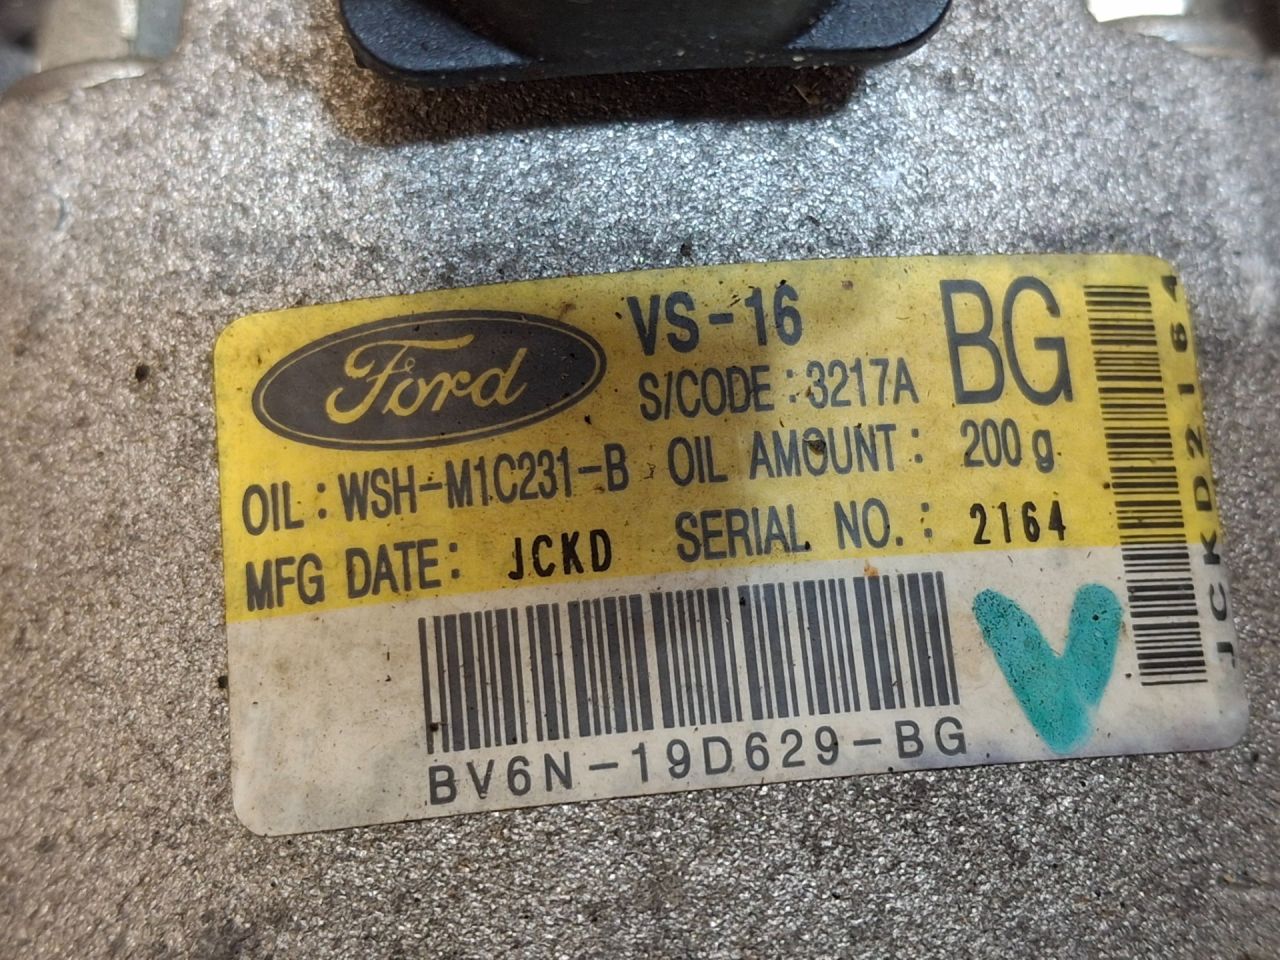 Ford
VS-16
BG
S/CODE : 3217A
OIL : WSH-M1C231-B OIL AMOUNT : 200 g
MFG DATE : JCKD SERIAL NO. : 2164
BV6N-19D629-BG
JCKD2164